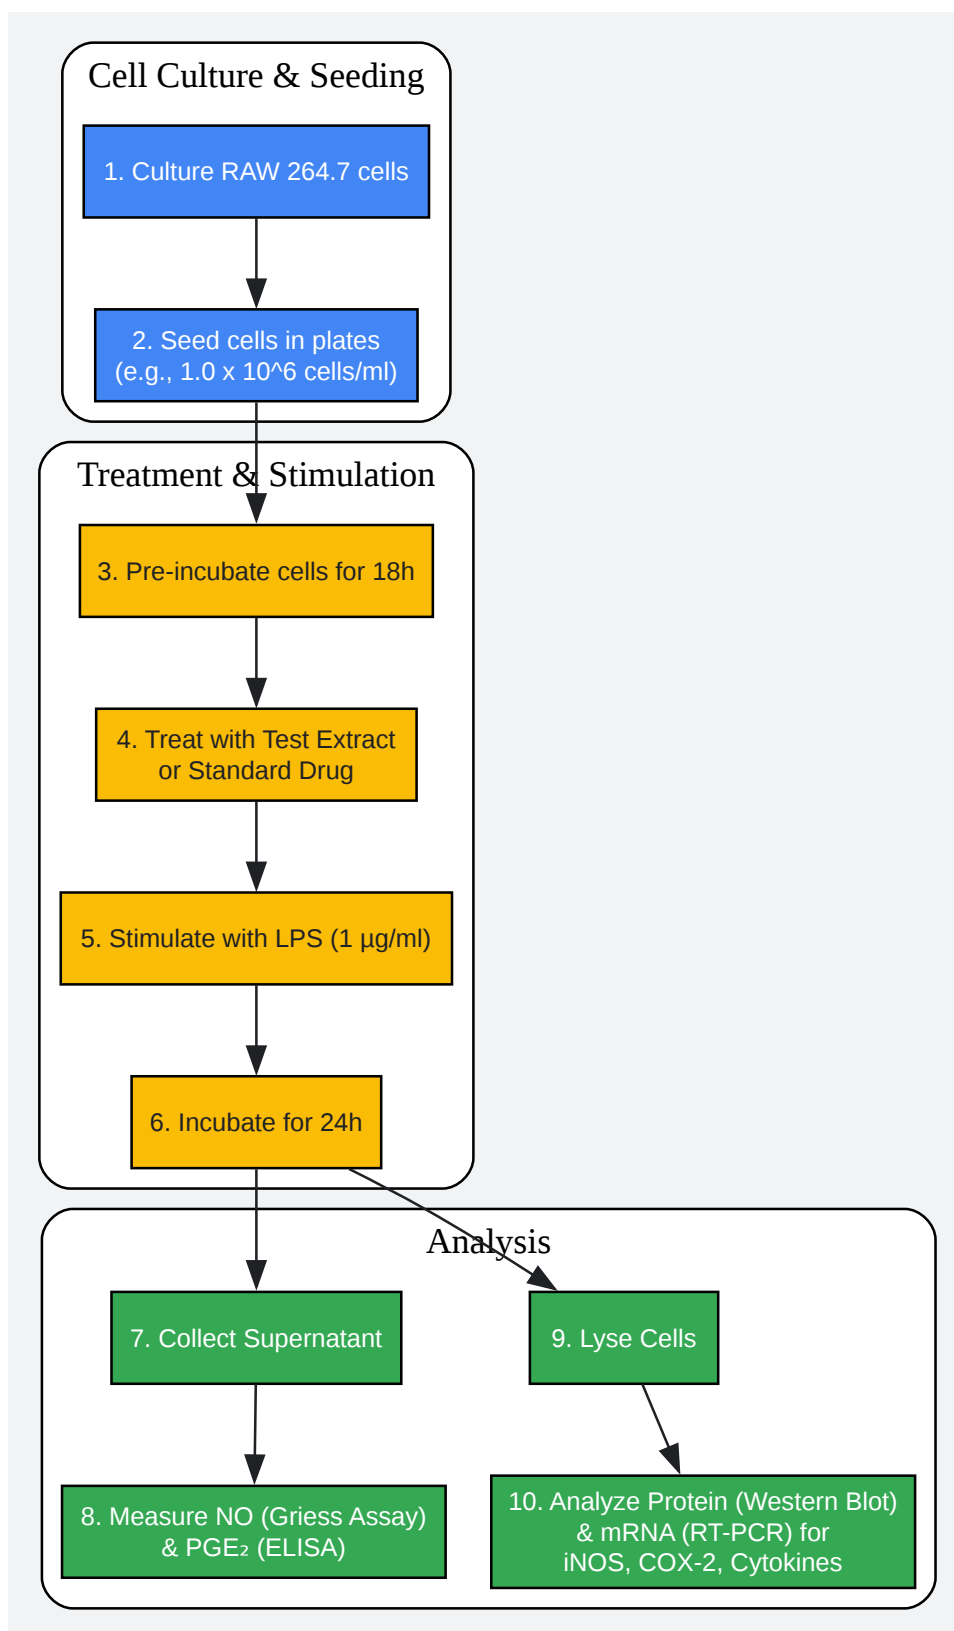 Cell Culture & Seeding
1. Culture RAW 264.7 cells
2. Seed cells in plates
(e.g., 1.0 x 10^6 cells/ml)
Treatment & Stimulation
3. Pre-incubate cells for 18h
4. Treat with Test Extract
or Standard Drug
5. Stimulate with LPS (1 µg/ml)
6. Incubate for 24h
Analysis
7. Collect Supernatant
8. Measure NO (Griess Assay)
& PGE₂ (ELISA)
9. Lyse Cells
10. Analyze Protein (Western Blot)
& mRNA (RT-PCR) for
iNOS, COX-2, Cytokines